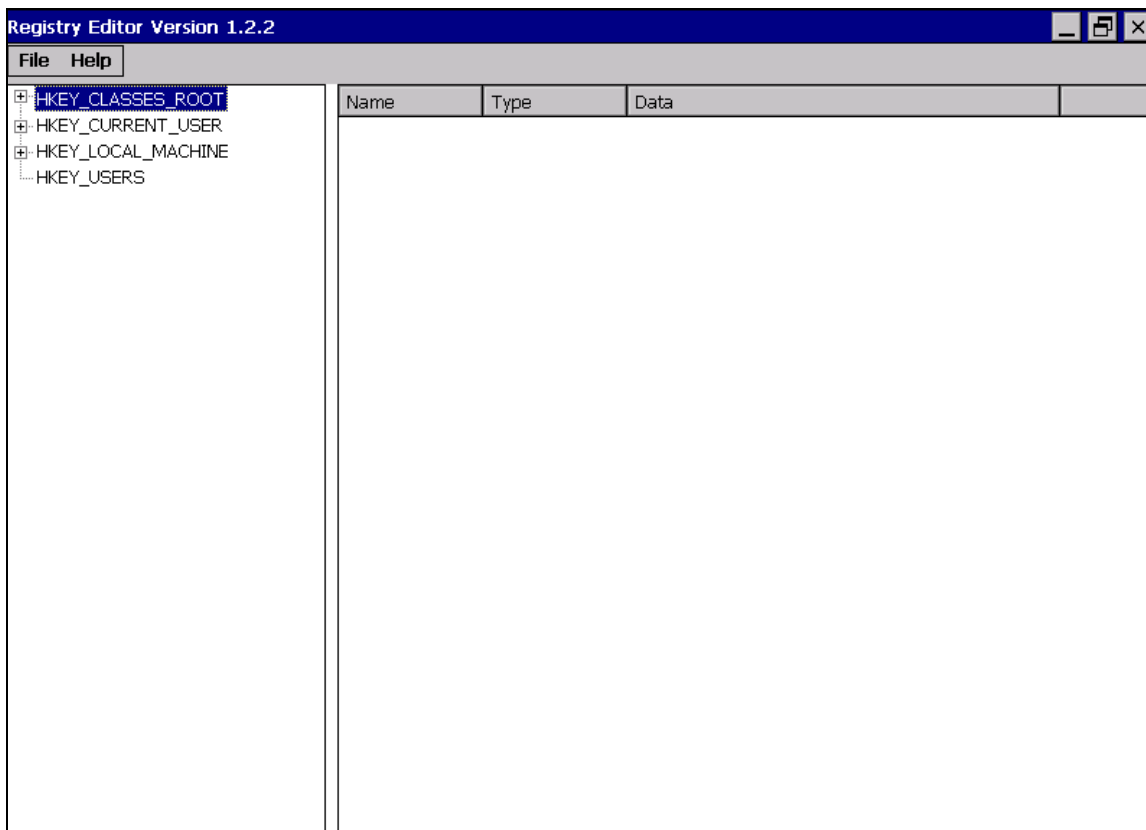 Registry Editor Version 1.2.2
File Help
HKEY_CLASSES_ROOT
HKEY_CURRENT_USER
HKEY_LOCAL_MACHINE
HKEY_USERS
Name Type Data